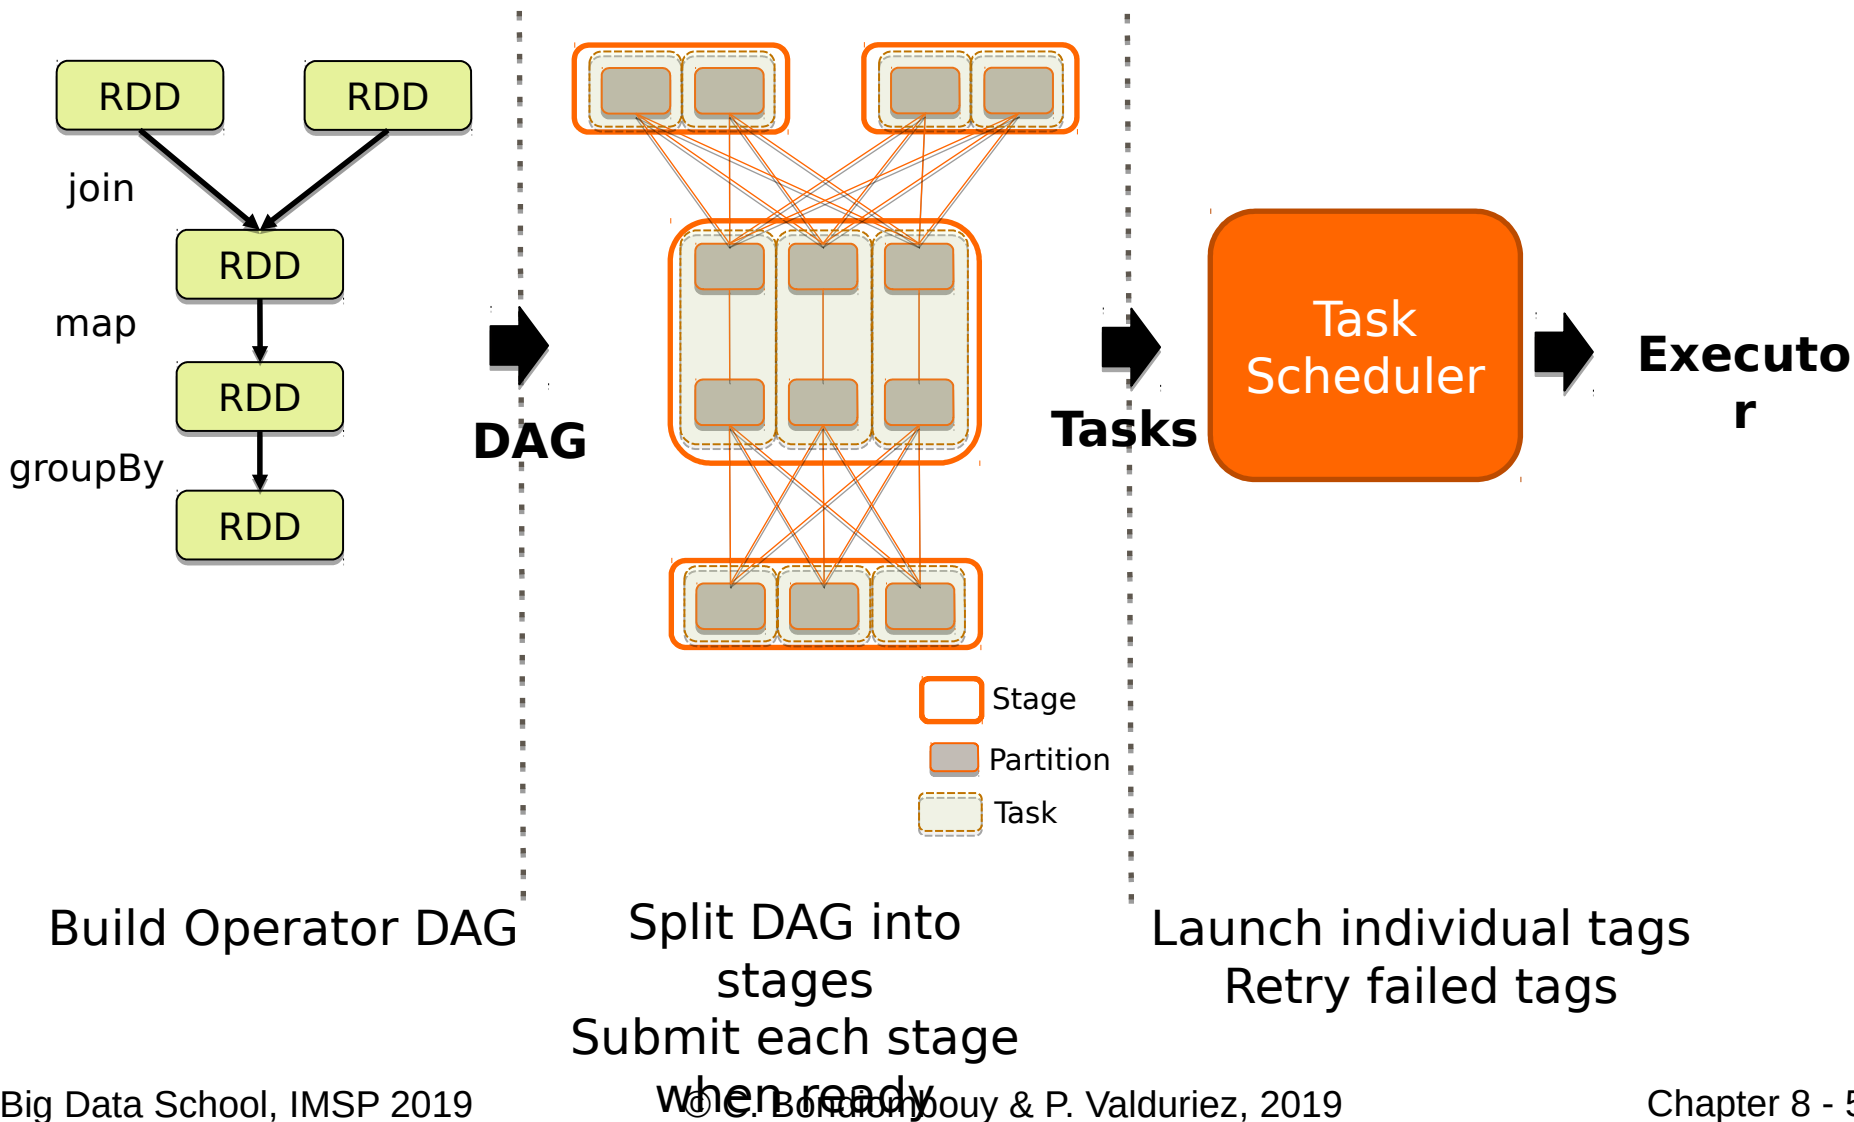 RDD
RDD
join
RDD
map
RDD
groupBy
RDD
DAG
Stage
Partition
Task
Tasks
Task
Scheduler
Executo
r
Build Operator DAG
Split DAG into
stages
Submit each stage
when ready
Launch individual tags
Retry failed tags
Big Data School, IMSP 2019
© C. Bondiombouy & P. Valduriez, 2019
Chapter 8 - 5